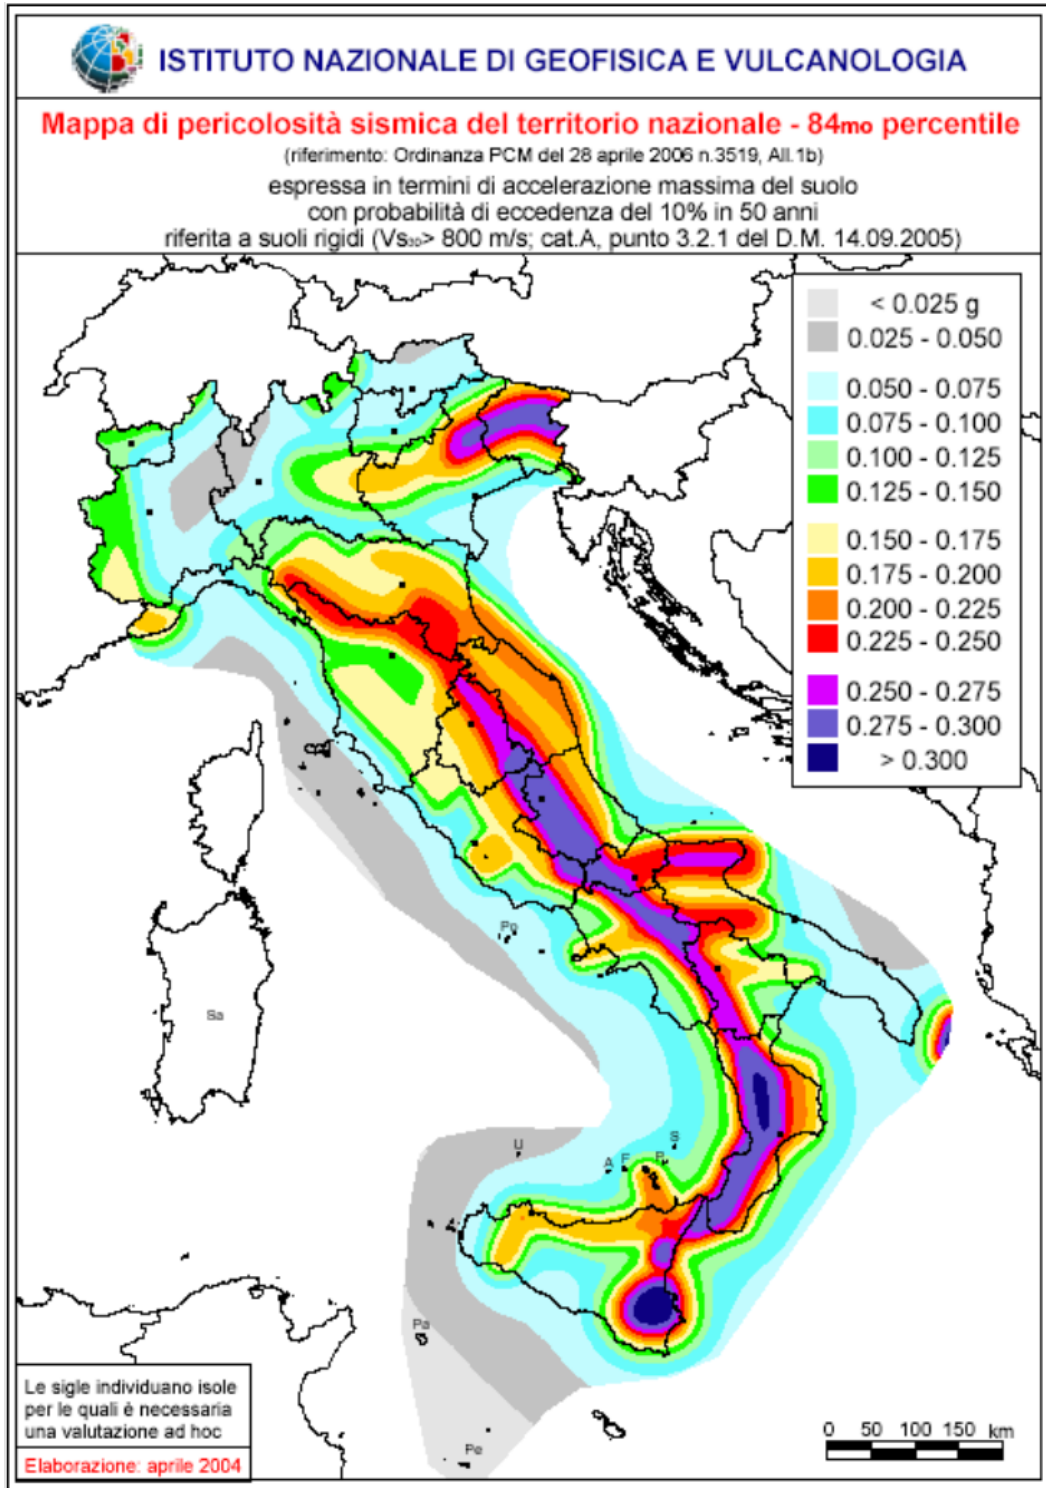 ISTITUTO NAZIONALE DI GEOFISICA E VULCANOLOGIA
Mappa di pericolosità sismica del territorio nazionale - 84mo percentile
(riferimento: Ordinanza PCM del 28 aprile 2006 n.3519, All.1b)
espressa in termini di accelerazione massima del suolo
con probabilità di eccedenza del 10% in 50 anni
riferita a suoli rigidi (Vs30> 800 m/s; cat.A, punto 3.2.1 del D.M. 14.09.2005)
< 0.025 g
0.025 - 0.050
0.050 - 0.075
0.075 - 0.100
0.100 - 0.125
0.125 - 0.150
0.150 - 0.175
0.175 - 0.200
0.200 - 0.225
0.225 - 0.250
0.250 - 0.275
0.275 - 0.300
> 0.300
Po
Sa
U
A
F
P
S
Pa
Pe
Le sigle individuano isole
per le quali è necessaria
una valutazione ad hoc
Elaborazione: aprile 2004
0 50 100 150 km